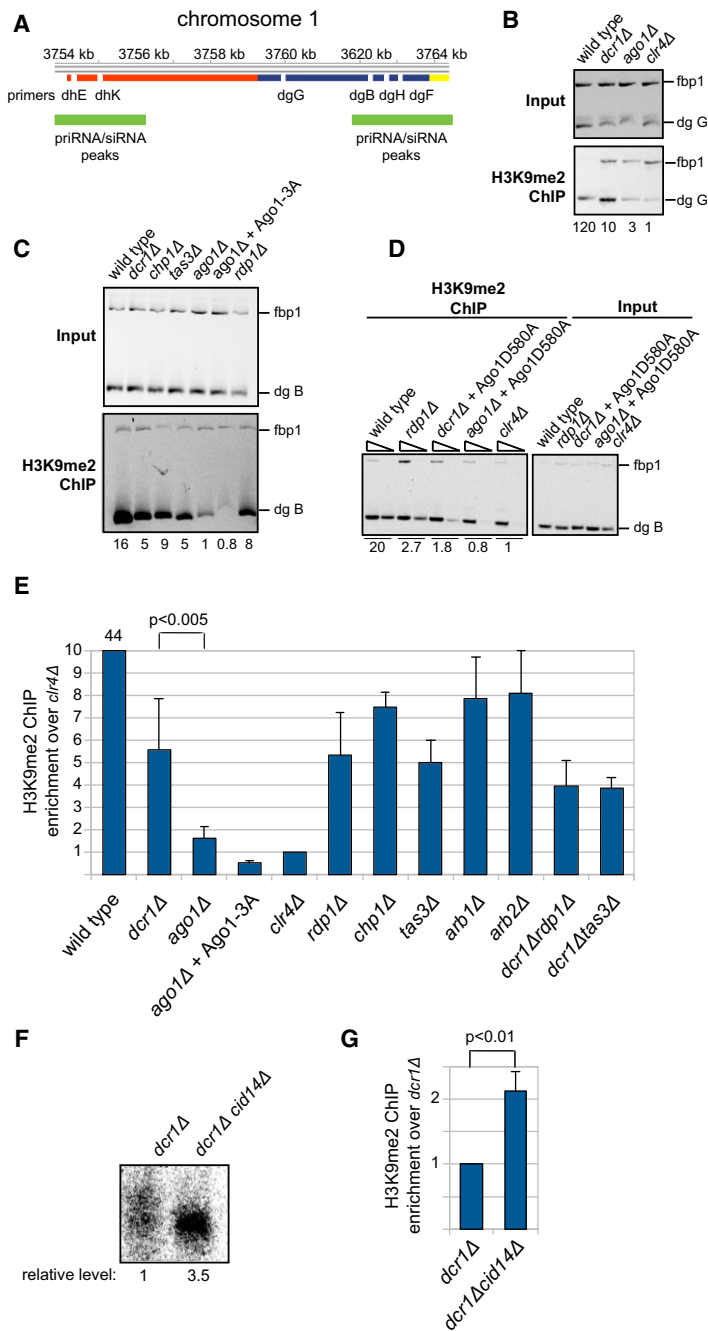 A
chromosome 1
3754 kb 3756 kb 3758 kb 3760 kb 3620 kb 3764 kb
primers: dhE dhK dgG dgB dgH dgF
priRNA/siRNA peaks
priRNA/siRNA peaks
B
wild type
dcr1Δ
ago1Δ
clr4Δ
Input
fbp1
dg G
H3K9me2 ChIP
fbp1
dg G
120 10 3 1
C
wild type
dcr1Δ
chp1Δ
tas3Δ
ago1Δ
ago1Δ + Ago1-3A
rdp1Δ
Input
fbp1
dg B
H3K9me2 ChIP
fbp1
dg B
16 5 9 5 1 0.8 8
D
H3K9me2 ChIP
Input
wild type
rdp1Δ
dcr1Δ + Ago1D580A
ago1Δ + Ago1D580A
clr4Δ
wild type
rdp1Δ
dcr1Δ + Ago1D580A
ago1Δ + Ago1D580A
clr4Δ
fbp1
dg B
20 2.7 1.8 0.8 1
E
p<0.005
44
H3K9me2 ChIP
enrichment over clr4Δ
10
9
8
7
6
5
4
3
2
1
wild type
dcr1Δ
ago1Δ
ago1Δ + Ago1-3A
clr4Δ
rdp1Δ
chp1Δ
tas3Δ
arb1Δ
arb2Δ
dcr1Δrdp1Δ
dcr1Δtas3Δ
F
dcr1Δ
dcr1Δ cid14Δ
relative level: 1 3.5
G
p<0.01
H3K9me2 ChIP
enrichment over dcr1Δ
2
1
dcr1Δ
dcr1Δcid14Δ